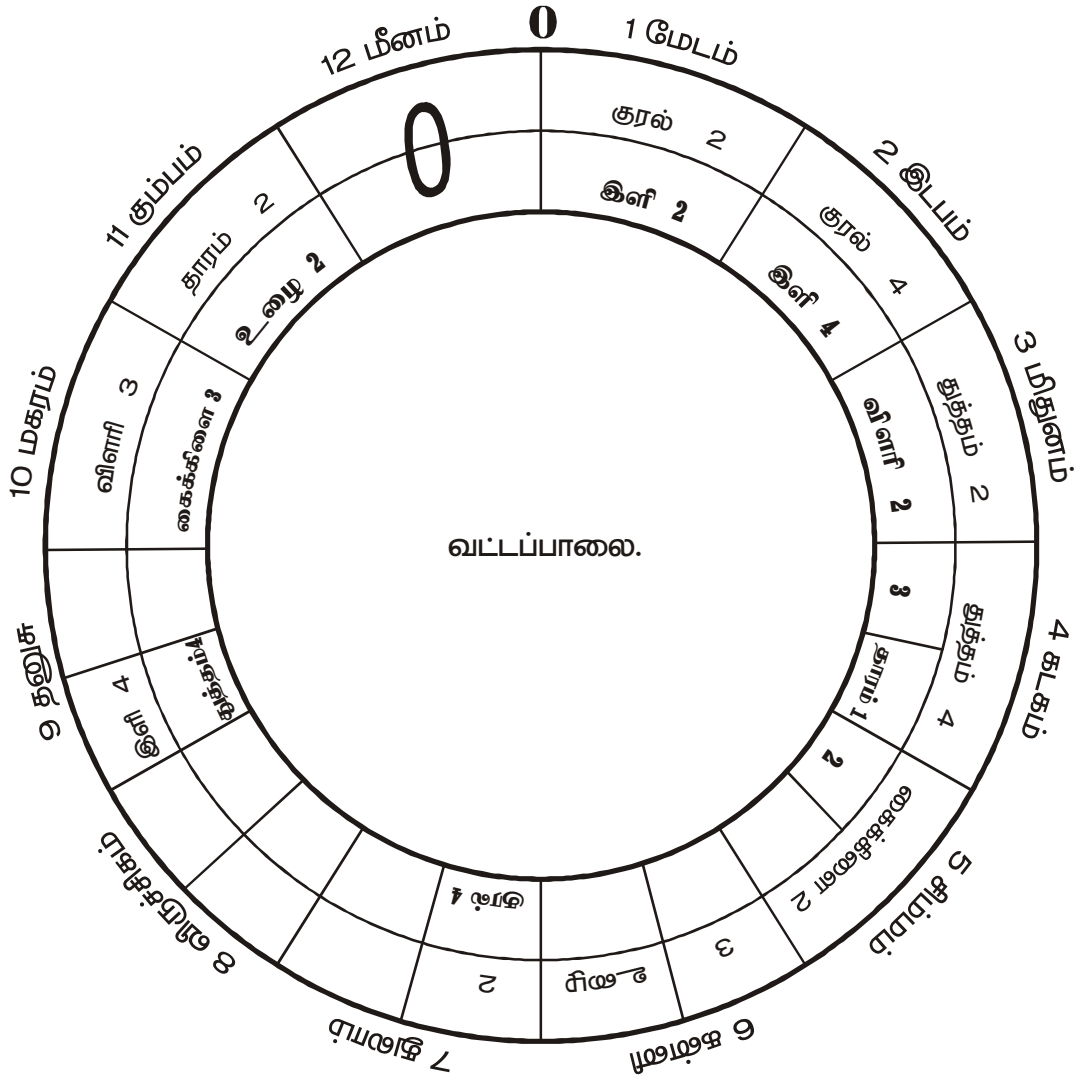 0
1 மேடம்
2 இடபம்
3 மிதுனம்
4 கடகம்
5 சிம்மம்
6 கன்னி
7 துலாம்
8 விருச்சிகம்
9 தனுசு
10 மகரம்
11 கும்பம்
12 மீனம்
குரல் 2
குரல் 4
துத்தம் 2
துத்தம் 4
கைக்கிளை 2
3
உழை
2
இளி 4
விளரி 3
தாரம் 2
0
இளி 2
இளி 4
விளரி 2
3
தாரம் 1
2
குரல் 4
துத்தம் 4
கைக்கிளை 3
உழை 2
வட்டப்பாலை.